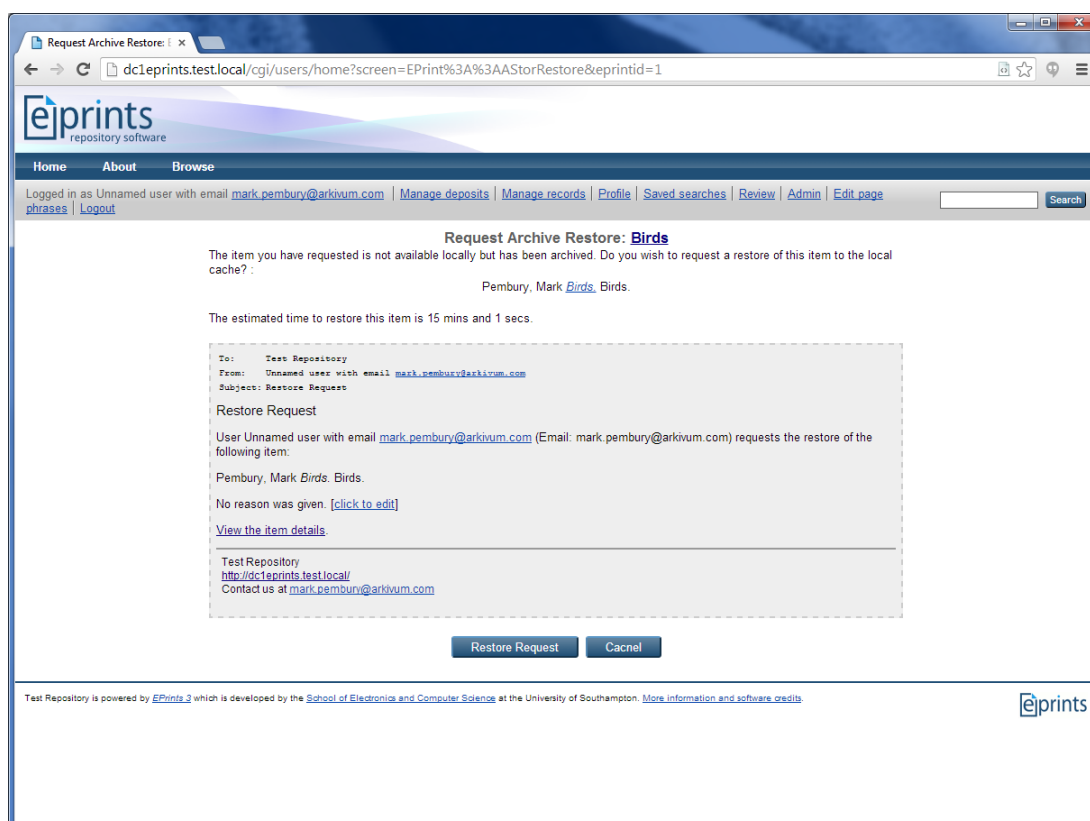 Request Archive Restore: E
dc1eprints.test.local/cgi/users/home?screen=EPrint%3A%3AAStorRestore&eprintid=1
eprints
repository software
Home About Browse
Logged in as Unnamed user with email mark.pembury@arkivum.com | Manage deposits | Manage records | Profile | Saved searches | Review | Admin | Edit page
phrases | Logout
Search
Request Archive Restore: Birds
The item you have requested is not available locally but has been archived. Do you wish to request a restore of this item to the local
cache? :
Pembury, Mark Birds. Birds.
The estimated time to restore this item is 15 mins and 1 secs.
To: Test Repository
From: Unnamed user with email mark.pembury@arkivum.com
Subject: Restore Request
Restore Request
User Unnamed user with email mark.pembury@arkivum.com (Email: mark.pembury@arkivum.com) requests the restore of the
following item:
Pembury, Mark Birds. Birds.
No reason was given. [click to edit]
View the item details.
Test Repository
http://dc1eprints.test.local/
Contact us at mark.pembury@arkivum.com
Restore Request Cacnel
Test Repository is powered by EPrints 3 which is developed by the School of Electronics and Computer Science at the University of Southampton. More information and software credits.
eprints